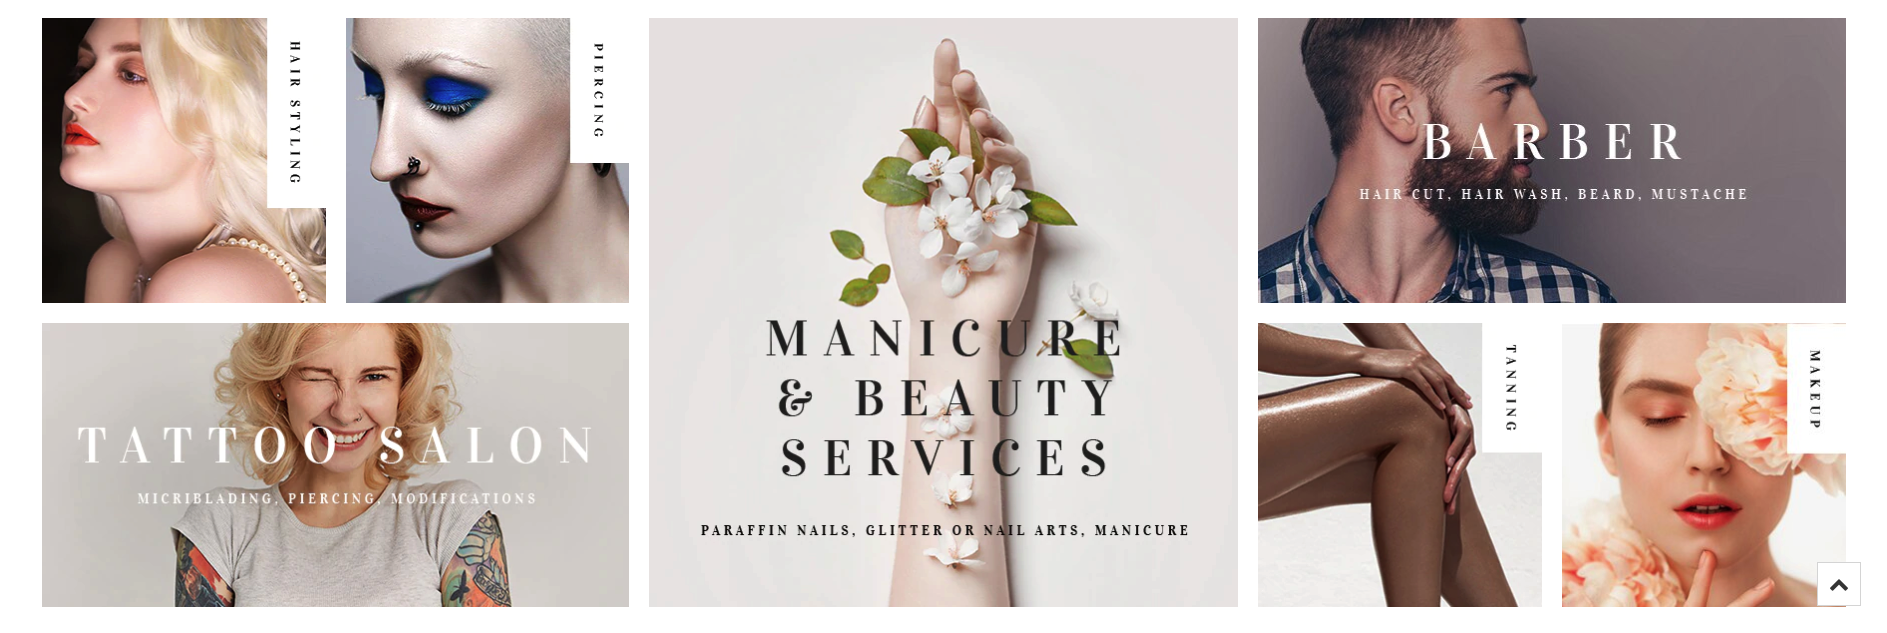 HAIR STYLING
PIERCING
TATTOO SALON
MICRIBLADING, PIERCING, MODIFICATIONS
MANICURE
& BEAUTY
SERVICES
PARAFFIN NAILS, GLITTER OR NAIL ARTS, MANICURE
BARBER
HAIR CUT, HAIR WASH, BEARD, MUSTACHE
TANNING
MAKEUP